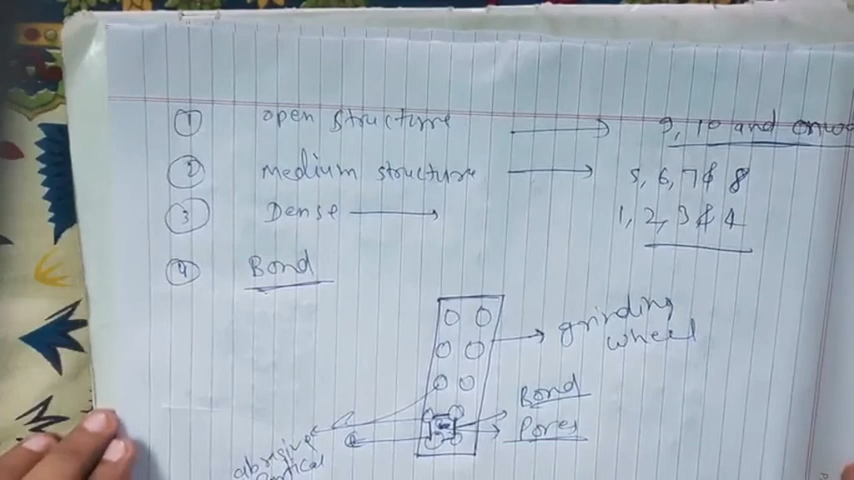 ① open structure → 9, 10 and
② Medium structure → 5, 6, 7 & 8
③ Dense → 1, 2, 3 & 4
④ Bond
grinding
wheel
Bond
Pores
abrasive